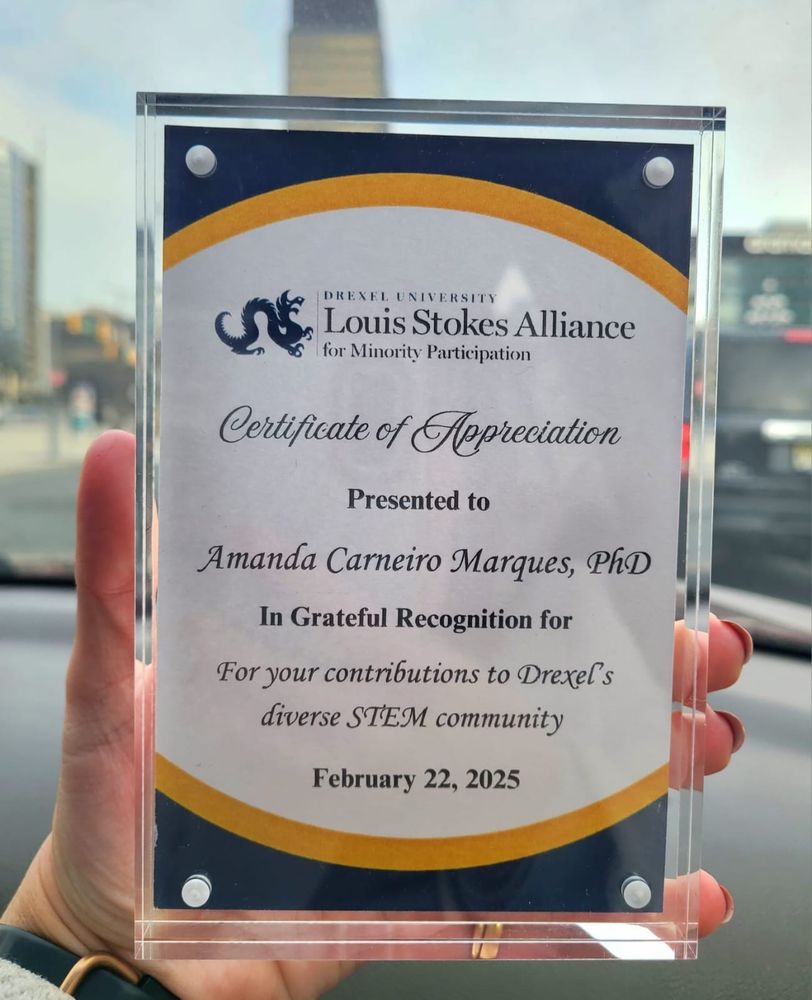 DREXEL UNIVERSITY
Louis Stokes Alliance
for Minority Participation
Certificate of Appreciation
Presented to
Amanda Carneiro Marques, PhD
In Grateful Recognition for
For your contributions to Drexel's
diverse STEM community
February 22, 2025